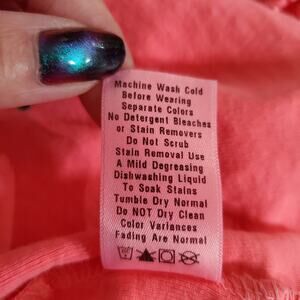 Machine Wash Cold
Before Wearing
Separate Colors
No Detergent Bleaches
or Stain Removers
Do Not Scrub
Stain Removal Use
A Mild Degreasing
Dishwashing Liquid
To Soak Stains
Tumble Dry Normal
Do NOT Dry Clean
Color Variances
Fading Are Normal